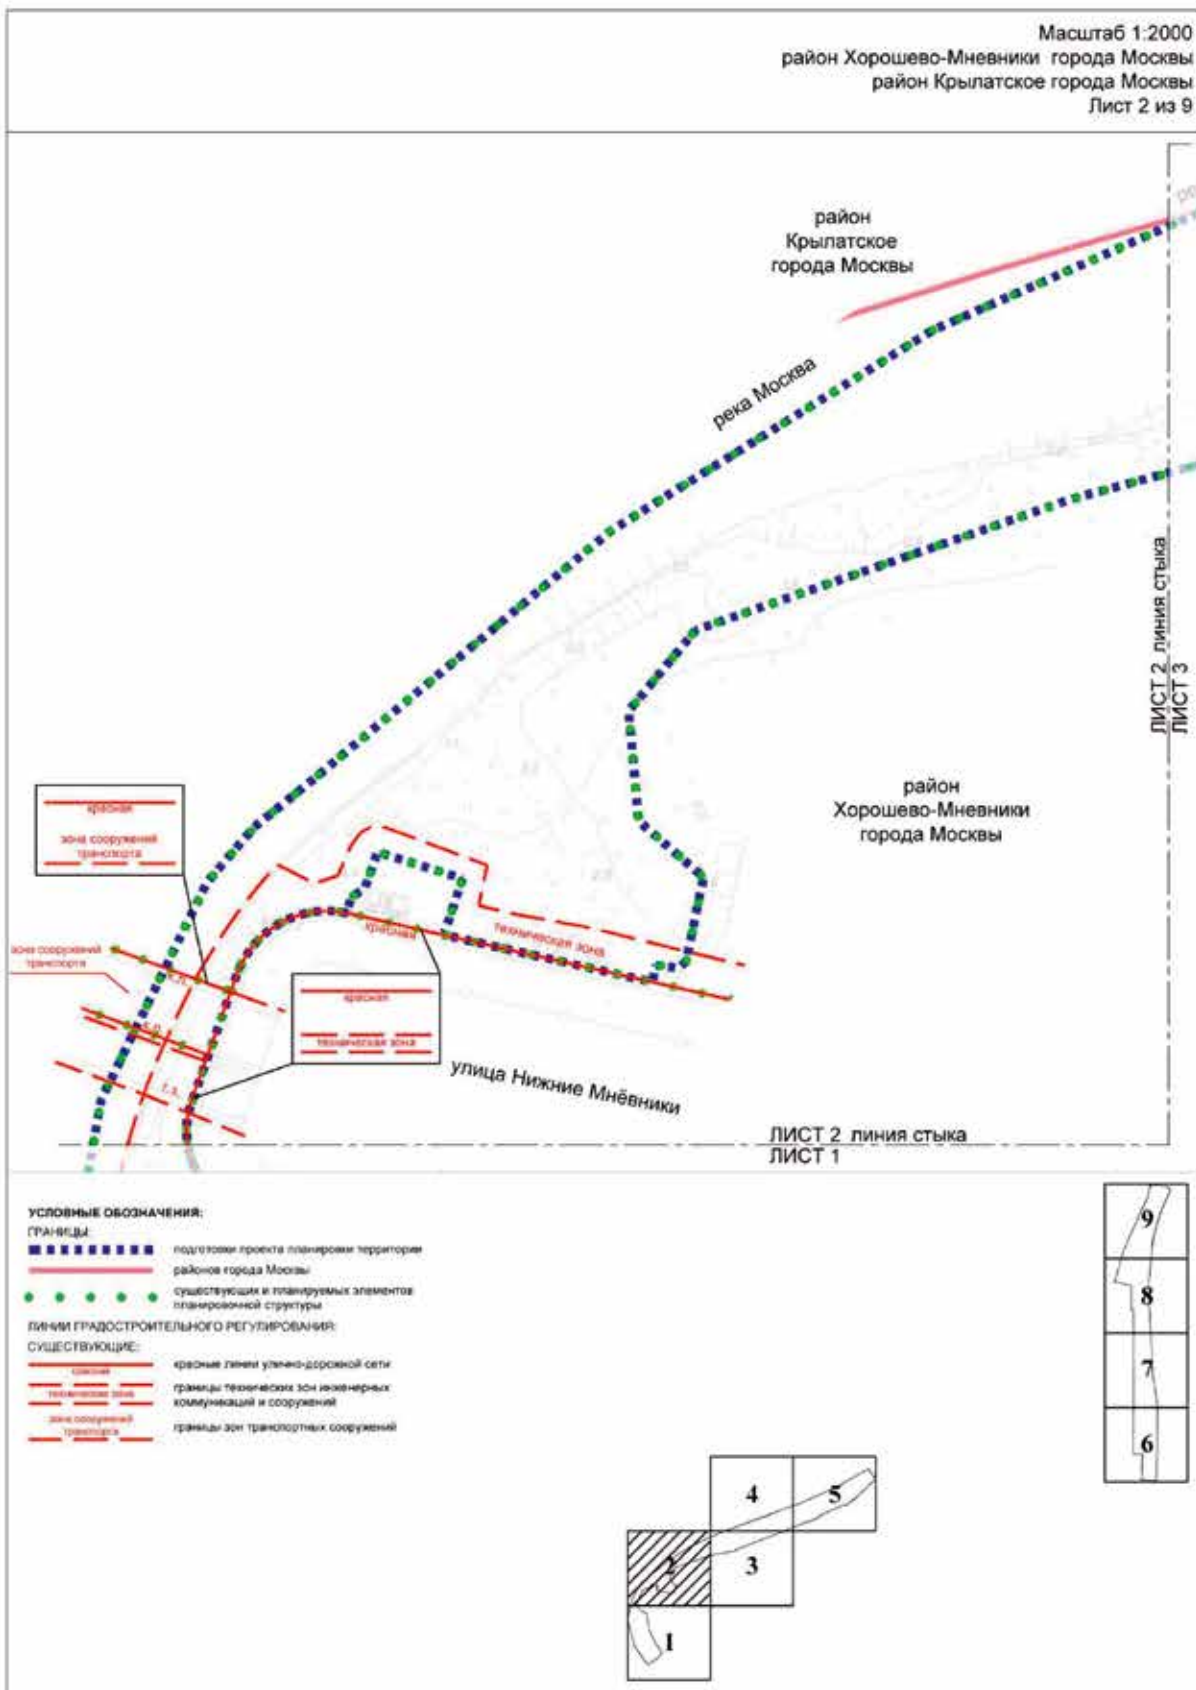 Масштаб 1:2000
район Хорошево-Мневники города Москвы
район Крылатское города Москвы
Лист 2 из 9
район
Крылатское
города Москвы
река Москва
ЛИСТ 2 линия стыка
ЛИСТ 3
район
Хорошево-Мневники
города Москвы
красная
зона сооружений
транспорта
красная
техническая зона
зона сооружений
транспорта
к.л.
к.л.
т.з.
красная
техническая зона
улица Нижние Мнёвники
ЛИСТ 2 линия стыка
ЛИСТ 1
УСЛОВНЫЕ ОБОЗНАЧЕНИЯ:
ГРАНИЦЫ:
подготовки проекта планировки территории
районов города Москвы
существующих и планируемых элементов
планировочной структуры
ЛИНИИ ГРАДОСТРОИТЕЛЬНОГО РЕГУЛИРОВАНИЯ:
СУЩЕСТВУЮЩИЕ:
красная
красные линии улично-дорожной сети
техническая зона
границы технических зон инженерных
коммуникаций и сооружений
зона сооружений
транспорта
границы зон транспортных сооружений
9
8
7
6
4
5
2
3
1